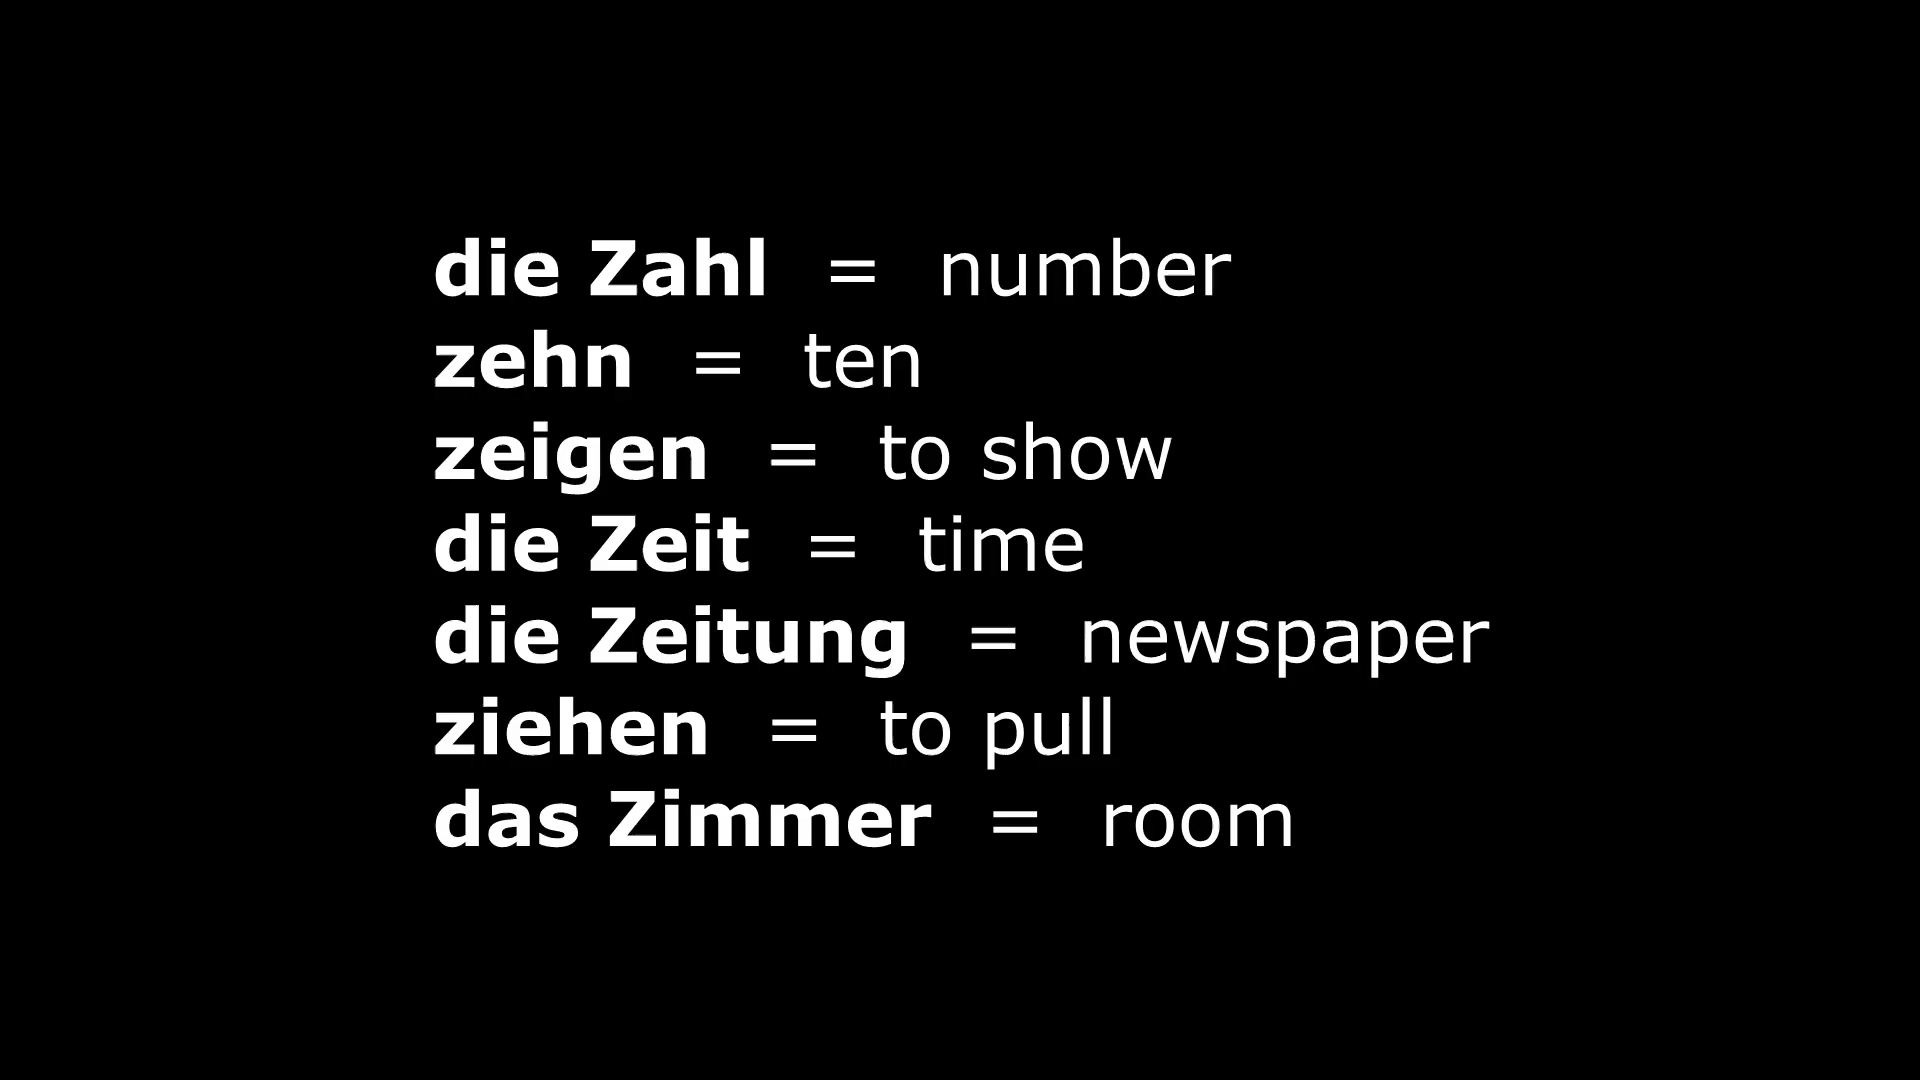 die Zahl = number
zehn = ten
zeigen = to show
die Zeit = time
die Zeitung = newspaper
ziehen = to pull
das Zimmer = room